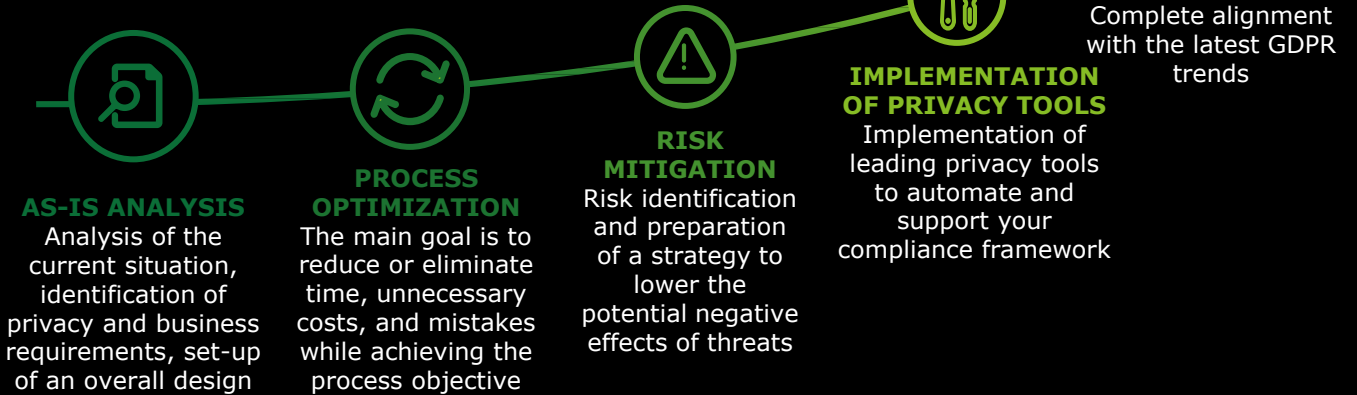 AS-IS ANALYSIS
Analysis of the
current situation,
identification of
privacy and business
requirements, set-up
of an overall design
PROCESS
OPTIMIZATION
The main goal is to
reduce or eliminate
time, unnecessary
costs, and mistakes
while achieving the
process objective
RISK
MITIGATION
Risk identification
and preparation
of a strategy to
lower the
potential negative
effects of threats
IMPLEMENTATION
OF PRIVACY TOOLS
Implementation of
leading privacy tools
to automate and
support your
compliance framework
Complete alignment
with the latest GDPR
trends